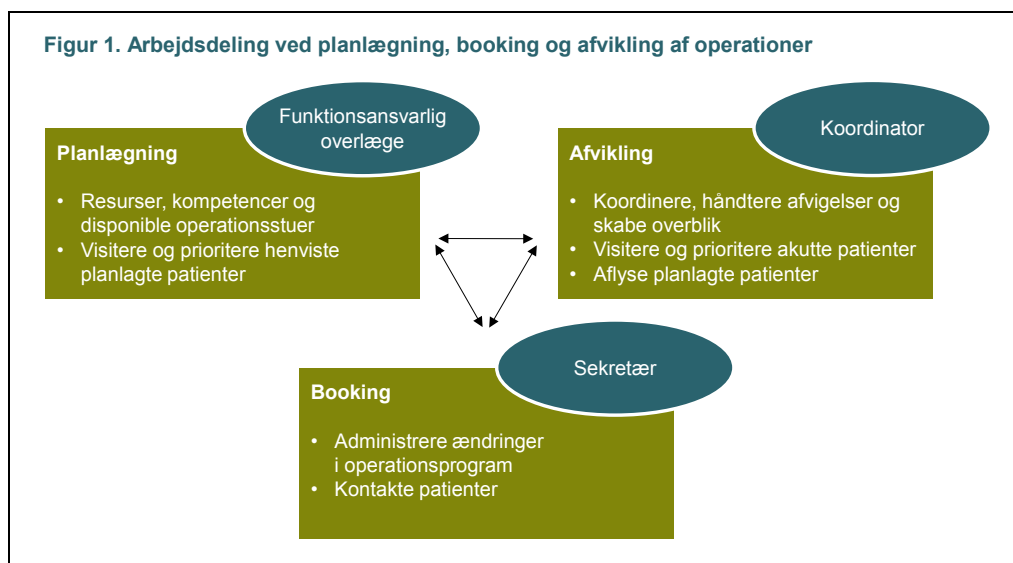 Figur 1. Arbejdsdeling ved planlægning, booking og afvikling af operationer
Funktionsansvarlig
overlæge
Planlægning
• Resurser, kompetencer og
disponible operationsstuer
• Visitere og prioritere henviste
planlagte patienter
Koordinator
Afvikling
• Koordinere, håndtere afvigelser og
skabe overblik
• Visitere og prioritere akutte patienter
• Aflyse planlagte patienter
Sekretær
Booking
• Administrere ændringer
i operationsprogram
• Kontakte patienter